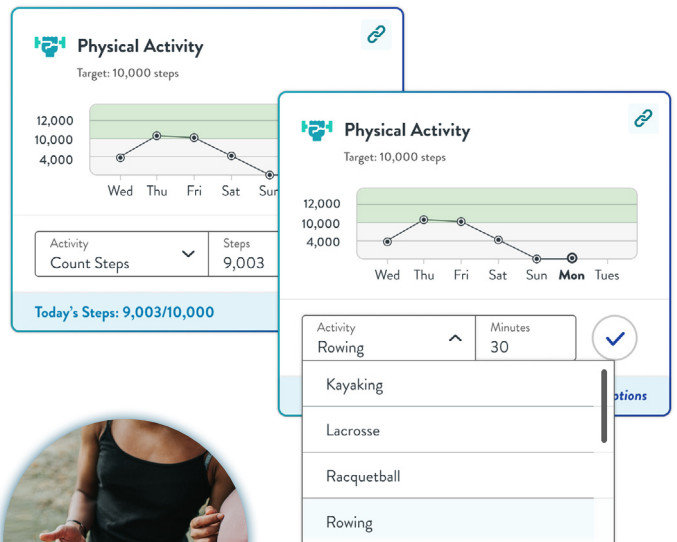 Physical Activity
Target: 10,000 steps
12,000
10,000
4,000
Wed Thu Fri Sat Sun
Activity
Count Steps
Steps
9,003
Today's Steps: 9,003/10,000
Physical Activity
Target: 10,000 steps
12,000
10,000
4,000
Wed Thu Fri Sat Sun Mon Tues
Activity
Rowing
Minutes
30
Kayaking
Lacrosse
Racquetball
Rowing